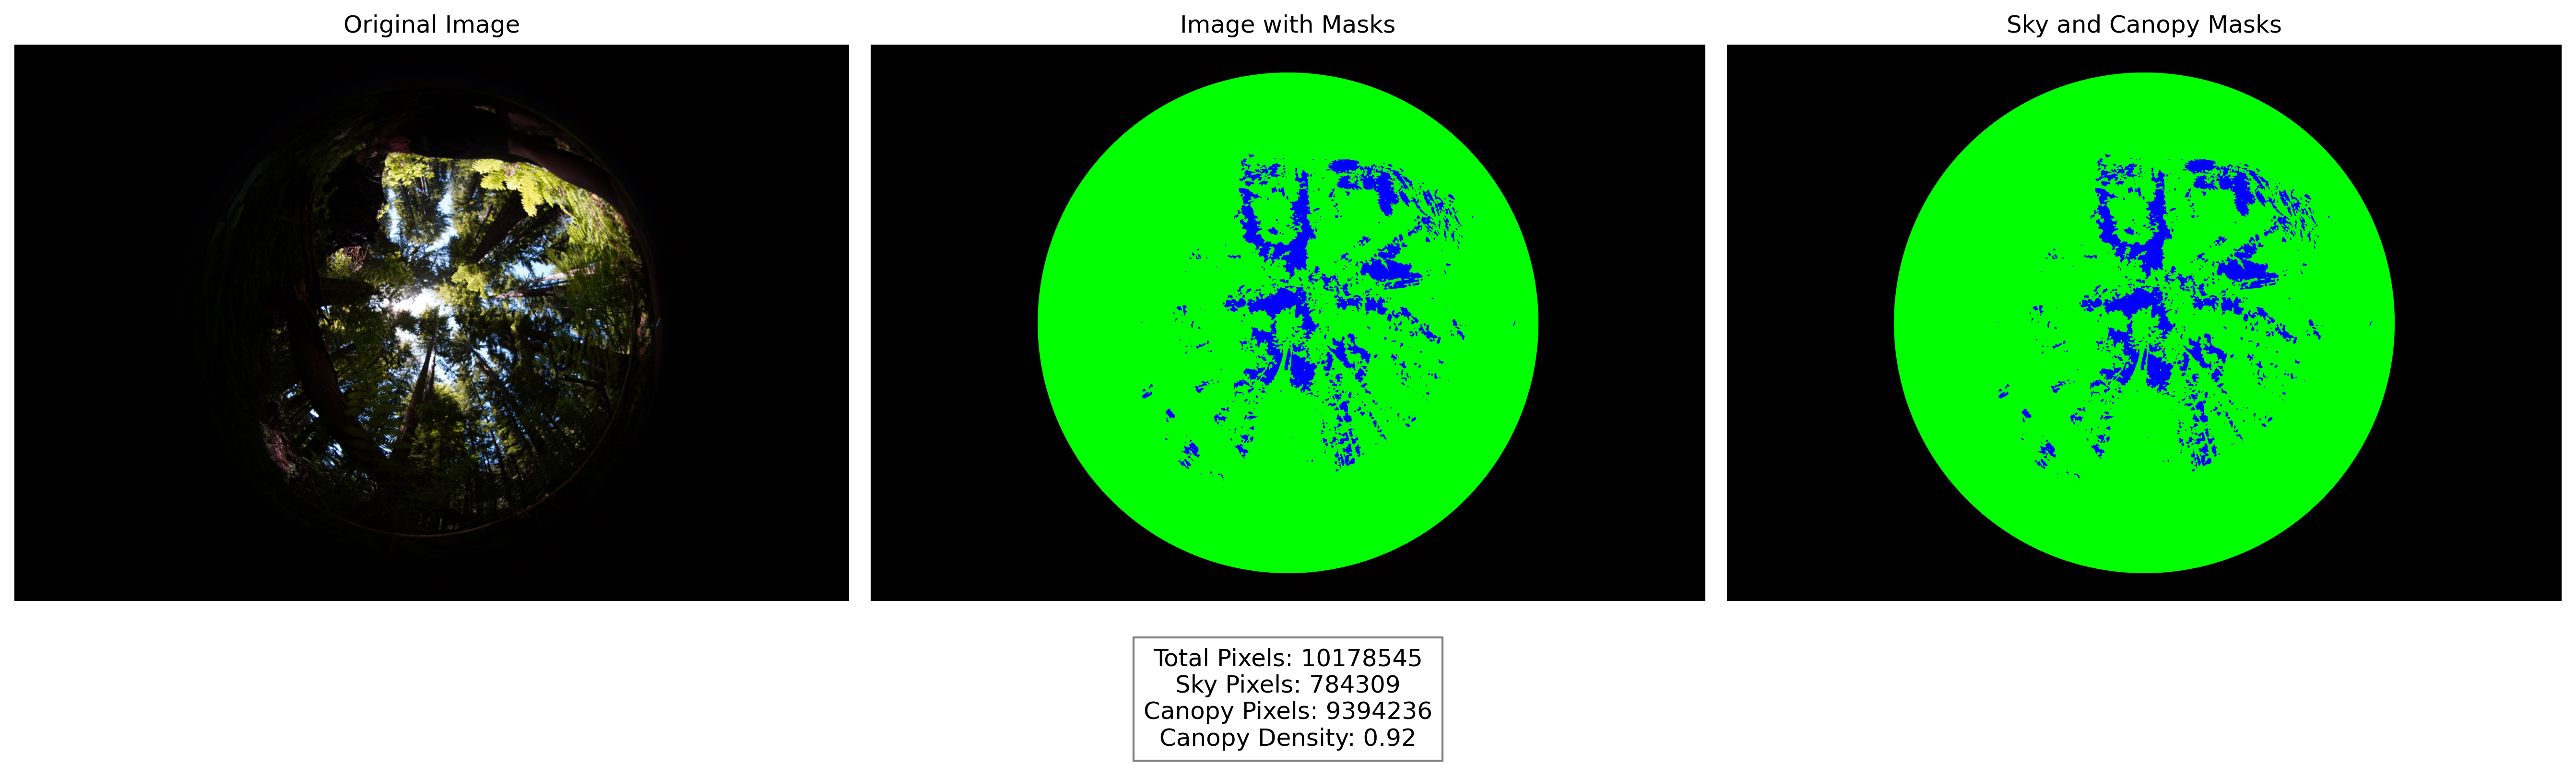 Original Image
Image with Masks
Sky and Canopy Masks
Total Pixels: 10178545
Sky Pixels: 784309
Canopy Pixels: 9394236
Canopy Density: 0.92